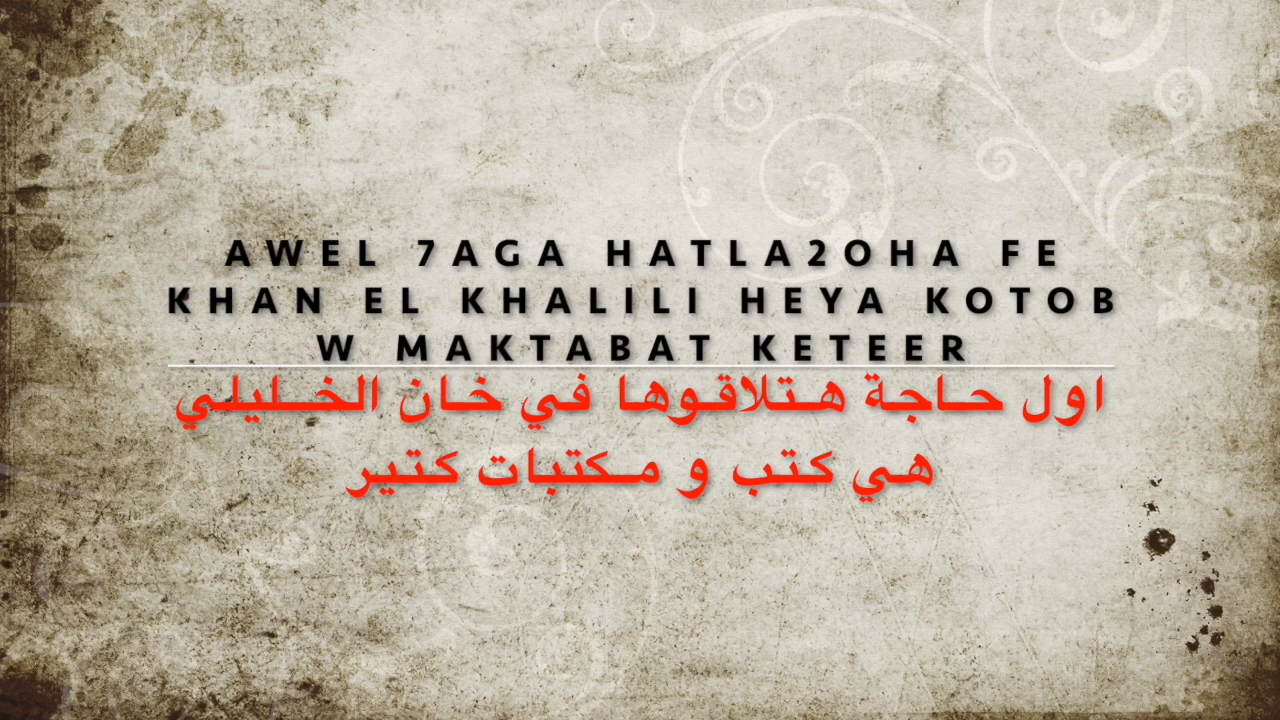 AWEL 7AGA HATLA2OHA FE
KHAN EL KHALILI HEYA KOTOB
W MAKTABAT KETEER
اول حاجة هتلاقوها في خان الخليلي
هي كتب و مكتبات كتير